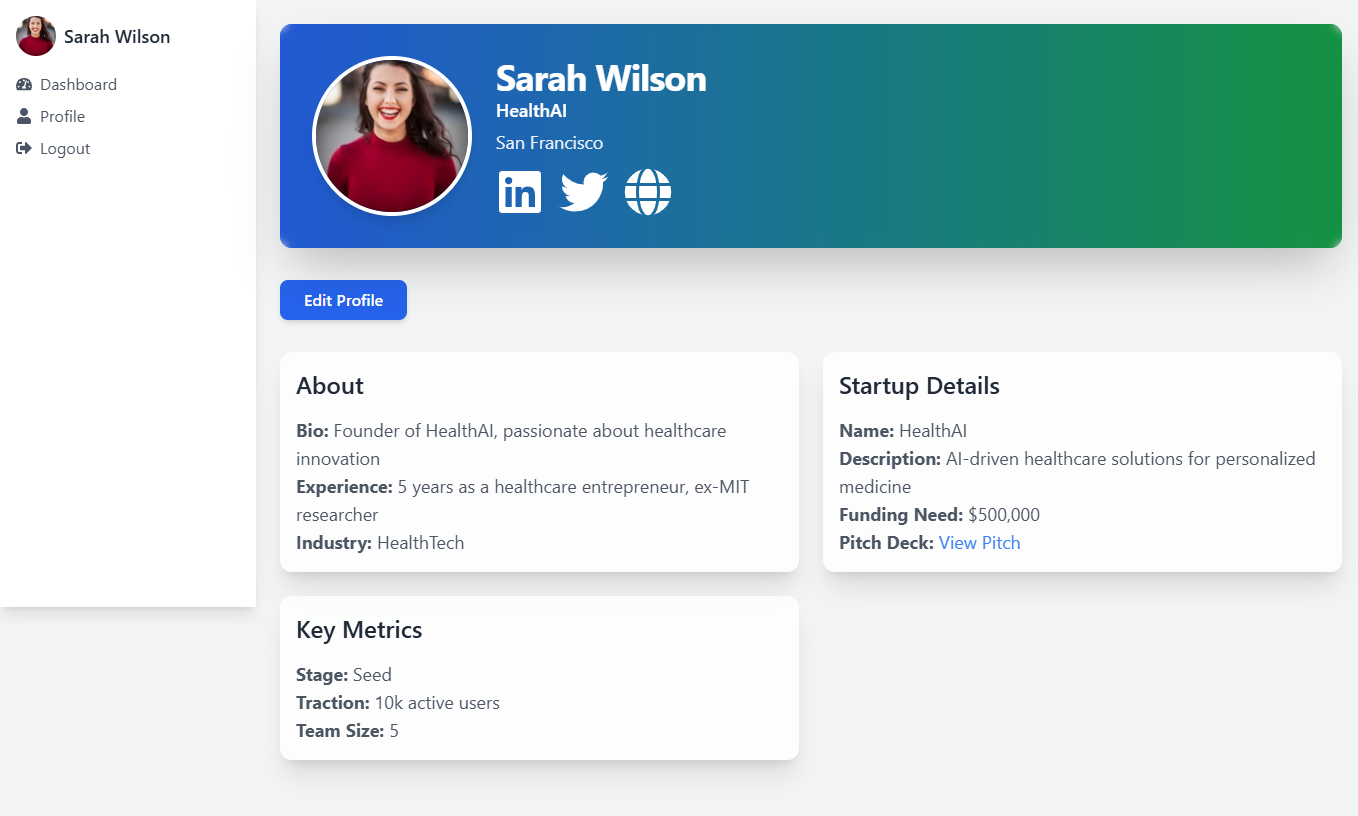 Sarah Wilson
Dashboard
Profile
Logout
Sarah Wilson
HealthAI
San Francisco
in
Edit Profile
About
Bio: Founder of HealthAI, passionate about healthcare
innovation
Experience: 5 years as a healthcare entrepreneur, ex-MIT
researcher
Industry: HealthTech
Startup Details
Name: HealthAI
Description: AI-driven healthcare solutions for personalized
medicine
Funding Need: $500,000
Pitch Deck: View Pitch
Key Metrics
Stage: Seed
Traction: 10k active users
Team Size: 5